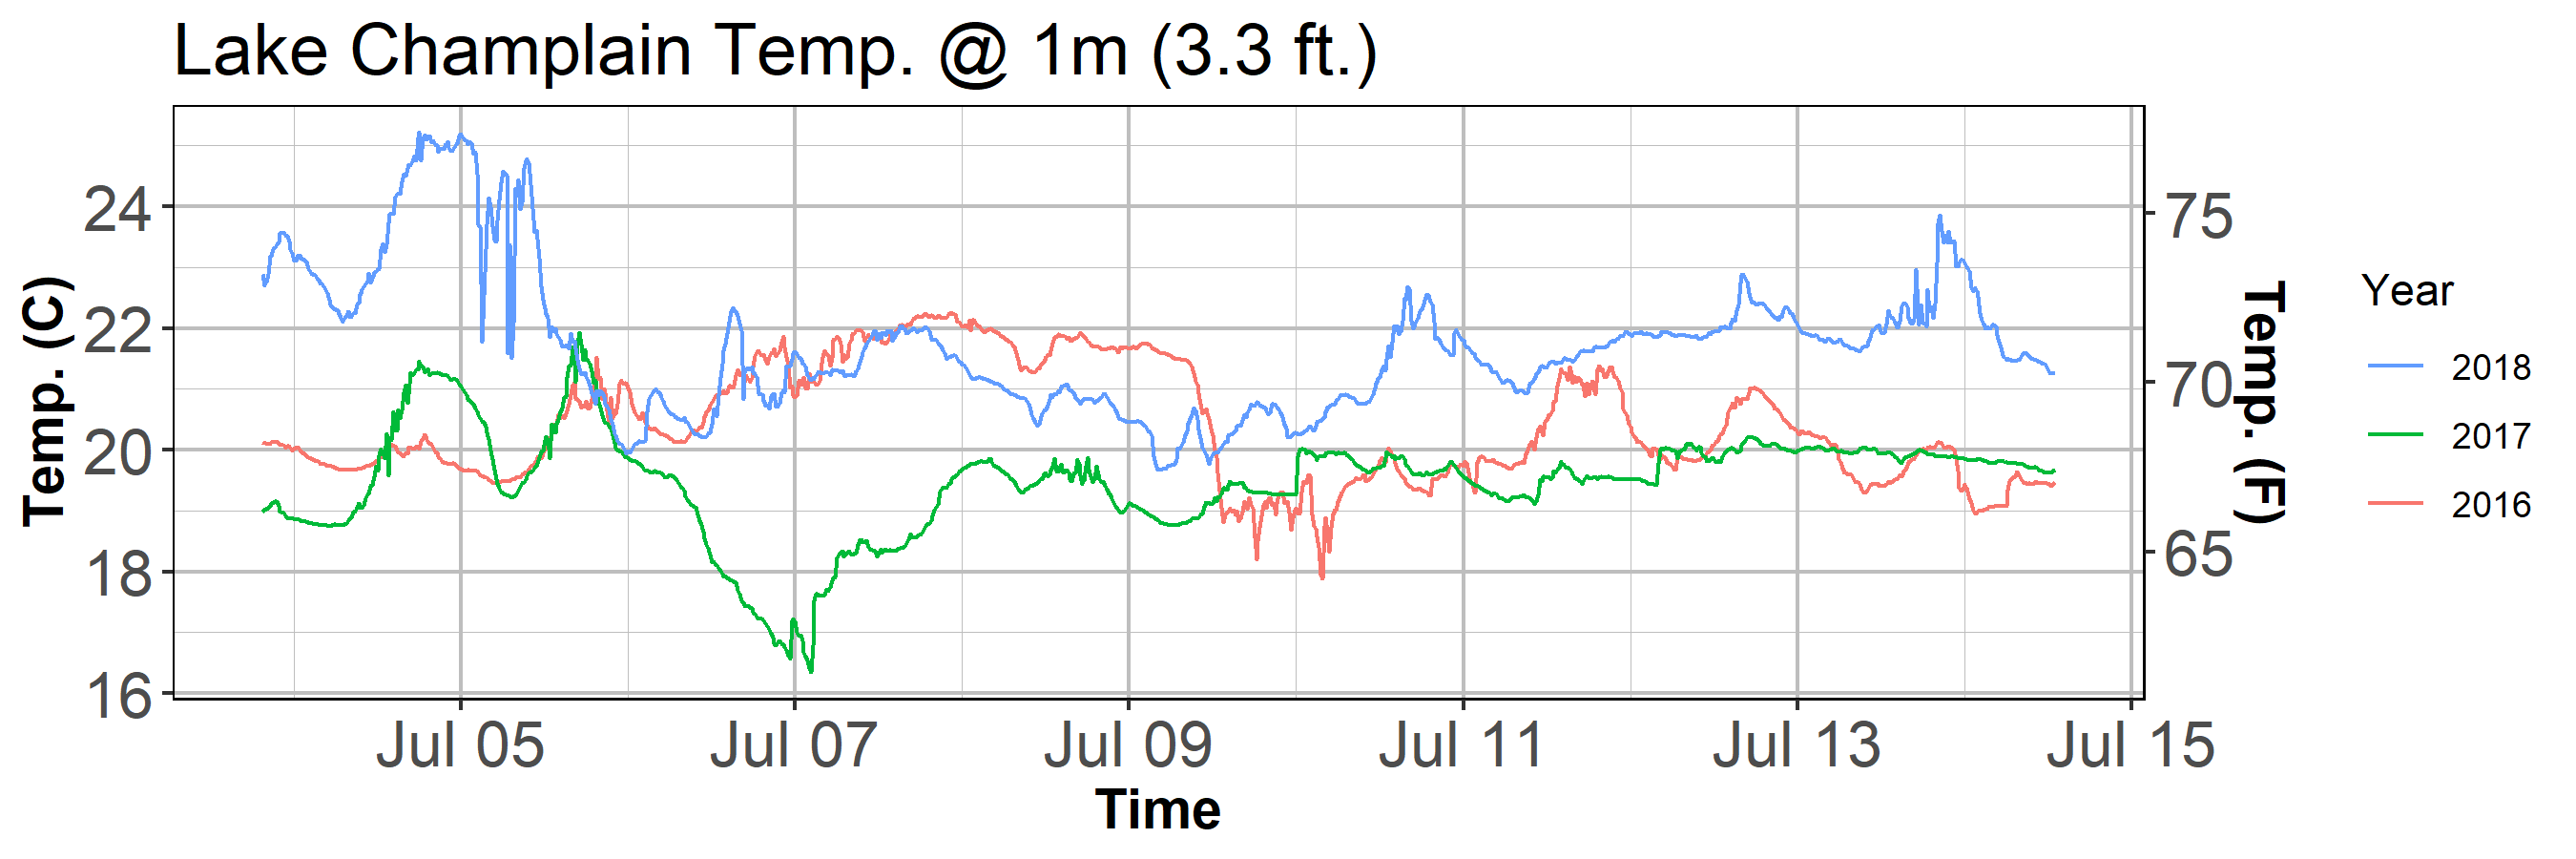 Lake Champlain Temp. @ 1m (3.3 ft.)
Temp. (C)
24
22
20
18
16
75
70
65
Temp. (F)
Jul 05
Jul 07
Jul 09
Jul 11
Jul 13
Jul 15
Time
Year
2018
2017
2016